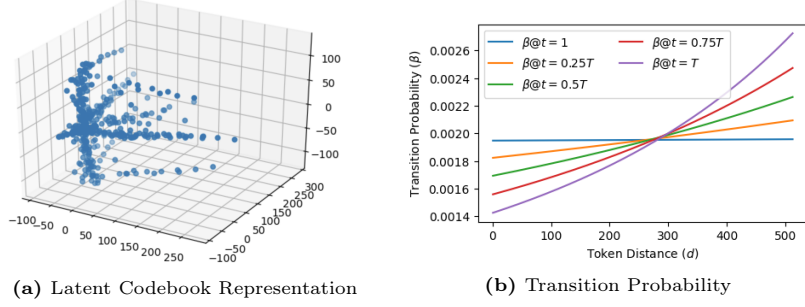 100
50
0
−50
−100
300
250
200
150
100
50
0
−50
−100
−100
−50
0
50
100
150
200
250
(a) Latent Codebook Representation
Transition Probability (β)
0.0026
0.0024
0.0022
0.0020
0.0018
0.0016
0.0014
β@t = 1
β@t = 0.25T
β@t = 0.5T
β@t = 0.75T
β@t = T
0 100 200 300 400 500
Token Distance (d)
(b) Transition Probability